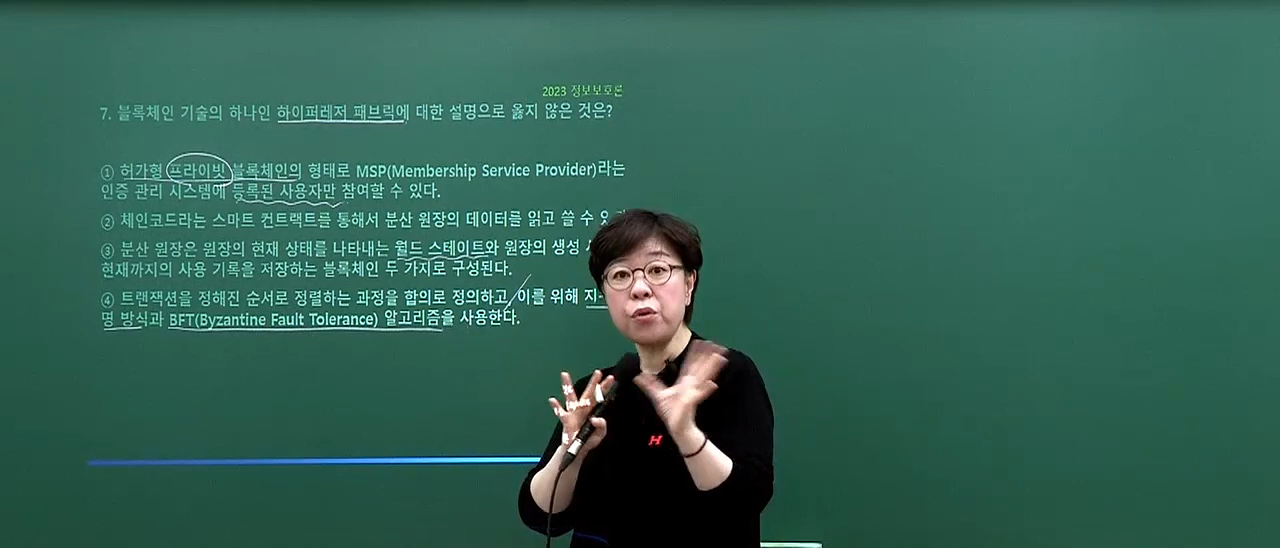 2023 정보보호론
7. 블록체인 기술의 하나인 하이퍼레저 패브릭에 대한 설명으로 옳지 않은 것은?
① 허가형 프라이빗 블록체인의 형태로 MSP(Membership Service Provider)라는
인증 관리 시스템에 등록된 사용자만 참여할 수 있다.
② 체인코드라는 스마트 컨트랙트를 통해서 분산 원장의 데이터를 읽고 쓸 수
③ 분산 원장은 원장의 현재 상태를 나타내는 월드 스테이트와 원장의 생성
현재까지의 사용 기록을 저장하는 블록체인 두 가지로 구성된다.
④ 트랜잭션을 정해진 순서로 정렬하는 과정을 합의로 정의하고, 이를 위해
명 방식과 BFT(Byzantine Fault Tolerance) 알고리즘을 사용한다.
H